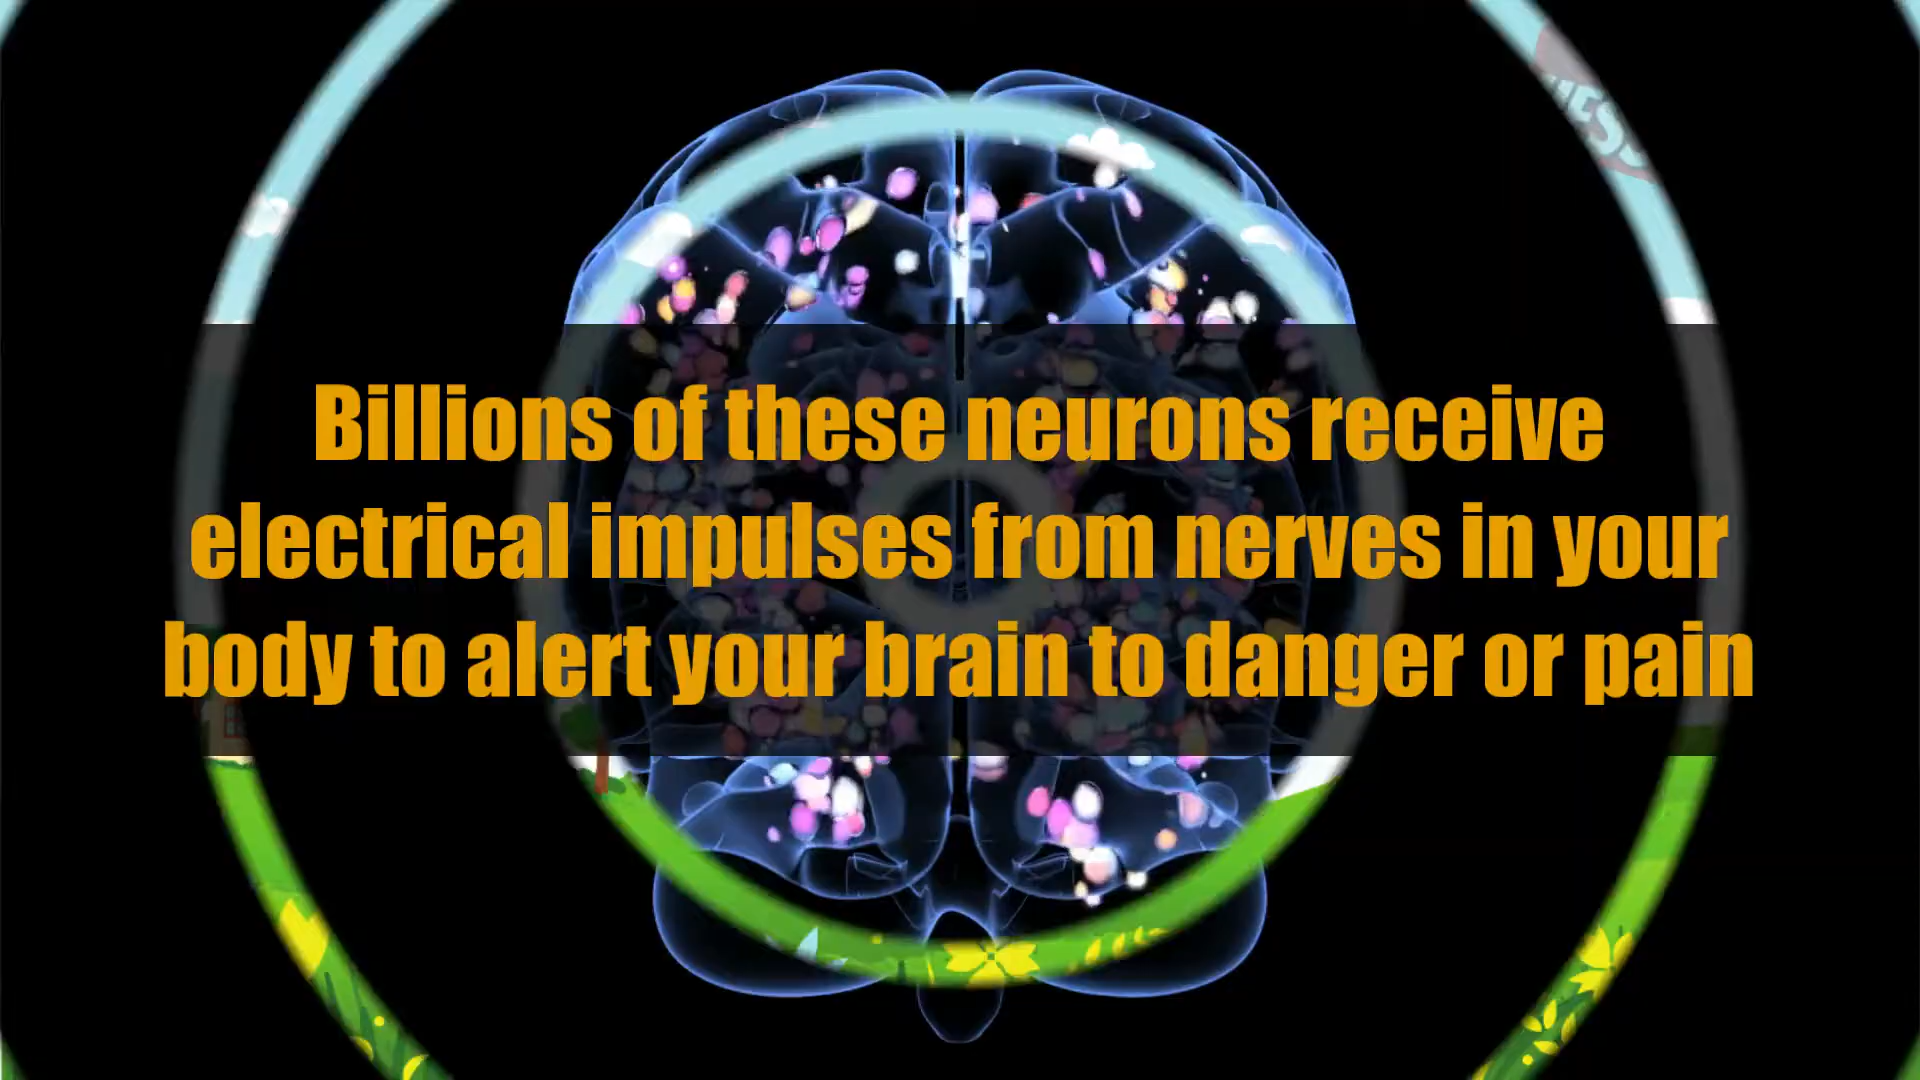 Billions of these neurons receive
electrical impulses from nerves in your
body to alert your brain to danger or pain